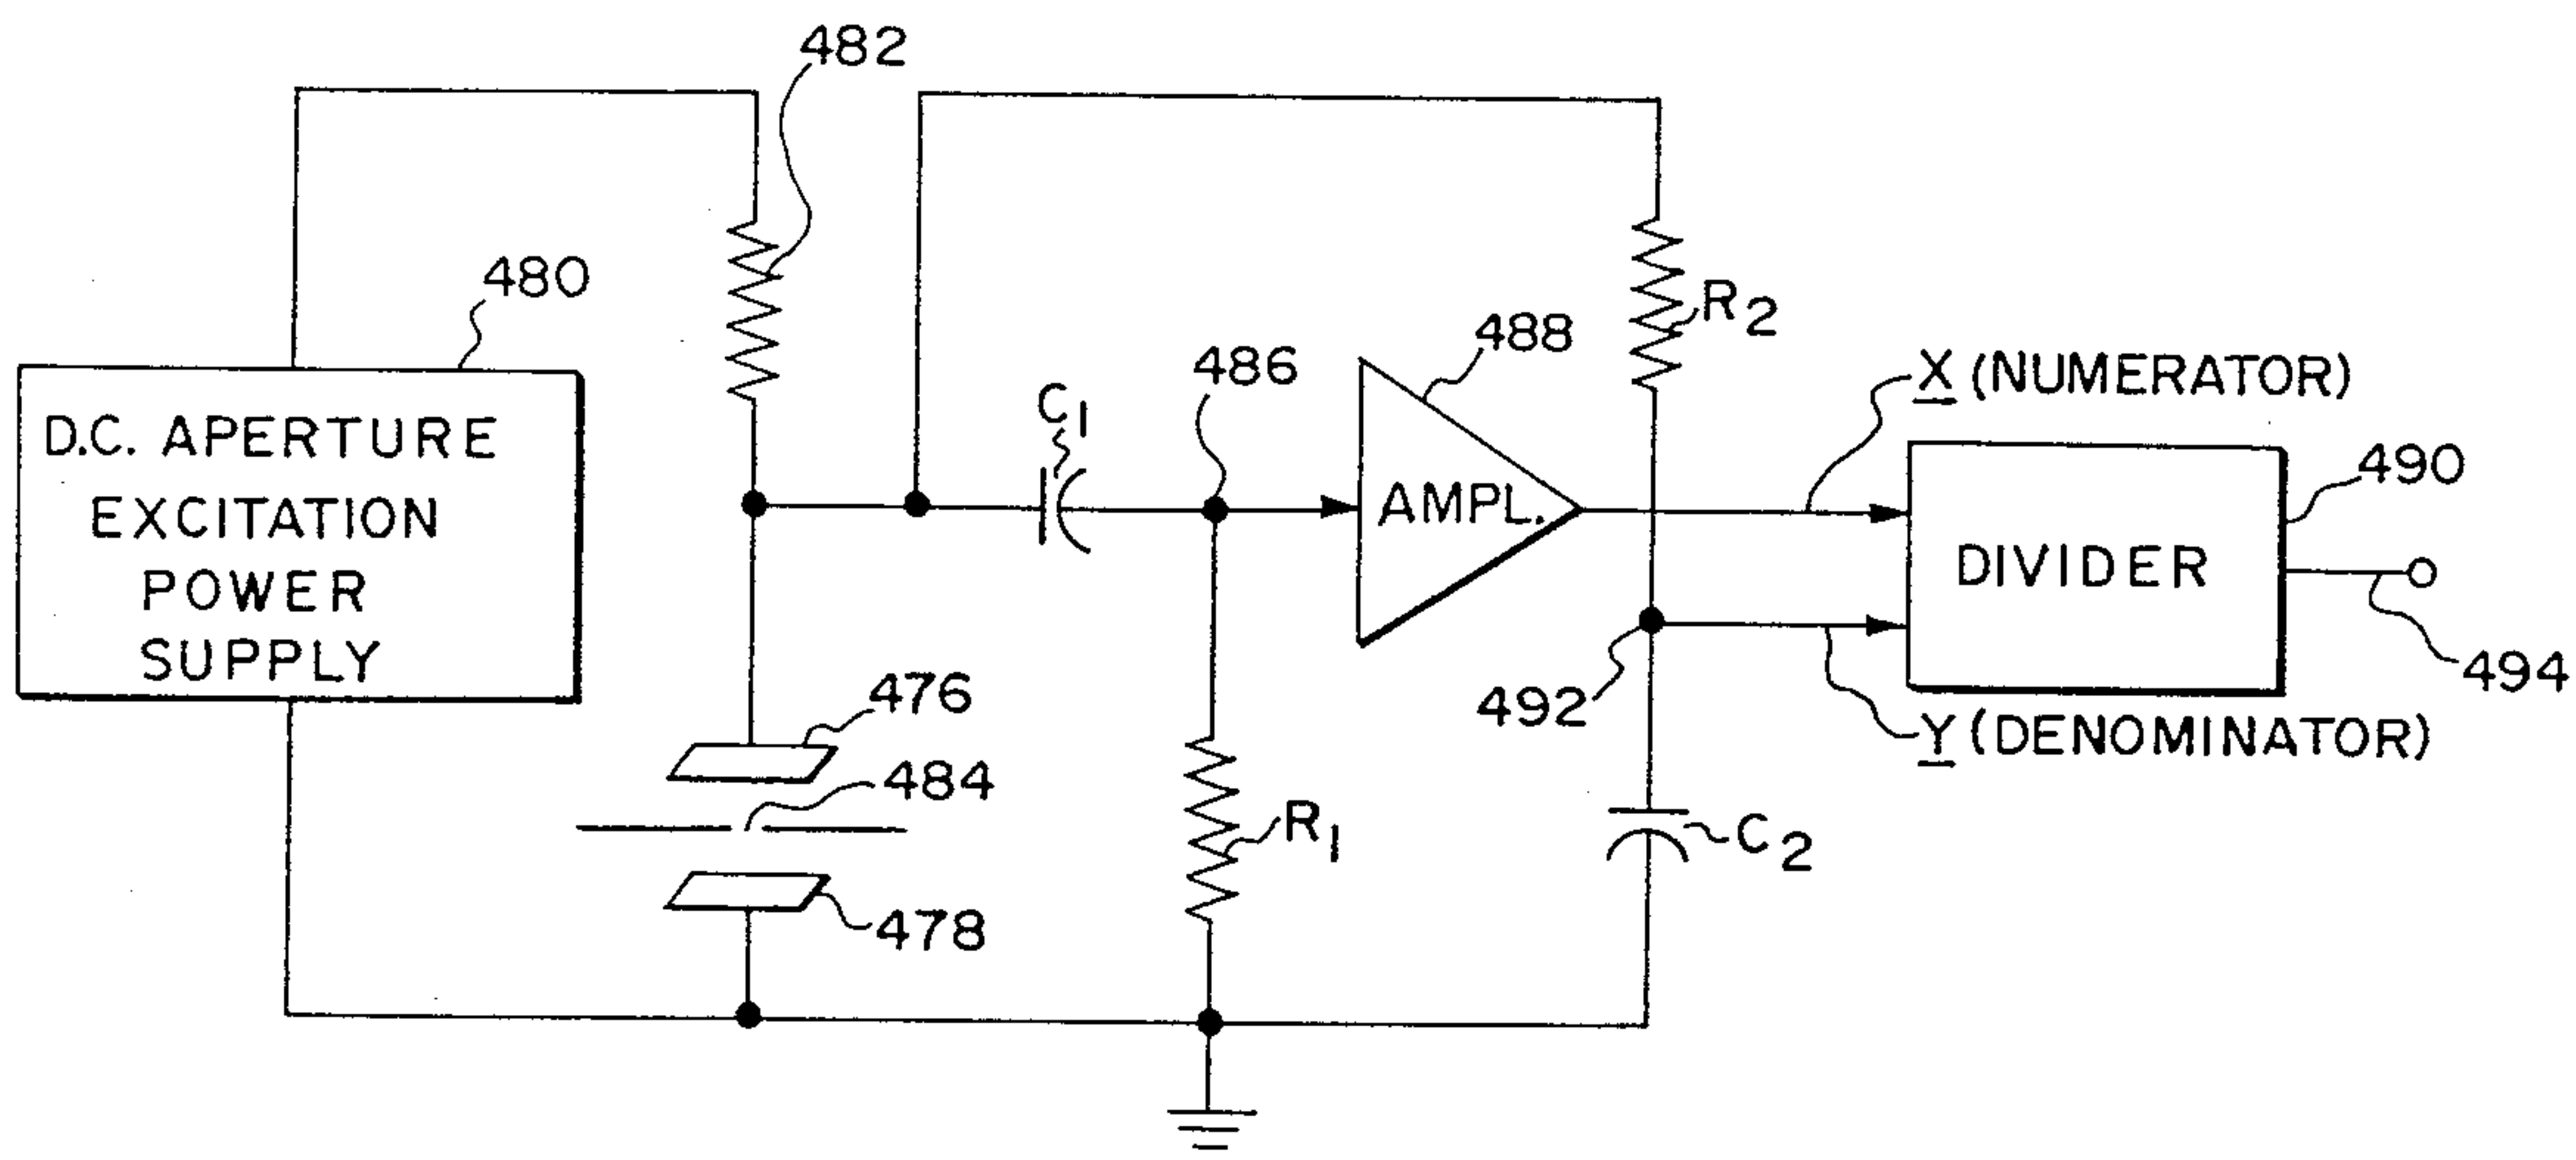 482
480
D.C. APERTURE
EXCITATION
POWER
SUPPLY
C1
486
488
AMPL.
R2
X (NUMERATOR)
490
DIVIDER
494
492
Y (DENOMINATOR)
476
484
478
R1
C2